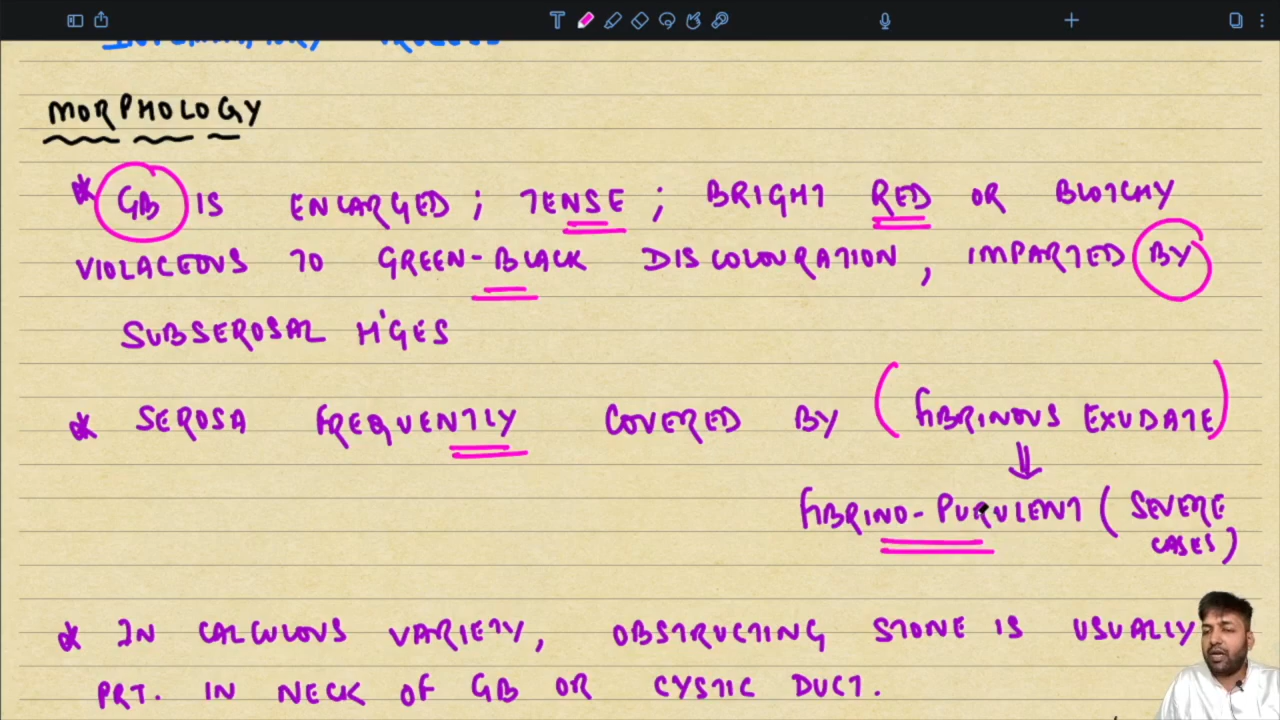 MORPHOLOGY
* GB IS ENLARGED ; TENSE ; BRIGHT RED OR BLOTCHY
VIOLACEOUS TO GREEN-BLACK DISCOLOURATION, IMPARTED BY
SUBSEROSAL H'GES
* SEROSA FREQUENTLY COVERED BY (FIBRINOUS EXUDATE)
⇓
FIBRINO-PURULENT (SEVERE
CASES)
* IN CALCULOUS VARIETY, OBSTRUCTING STONE IS USUALLY
PRT. IN NECK OF GB OR CYSTIC DUCT.